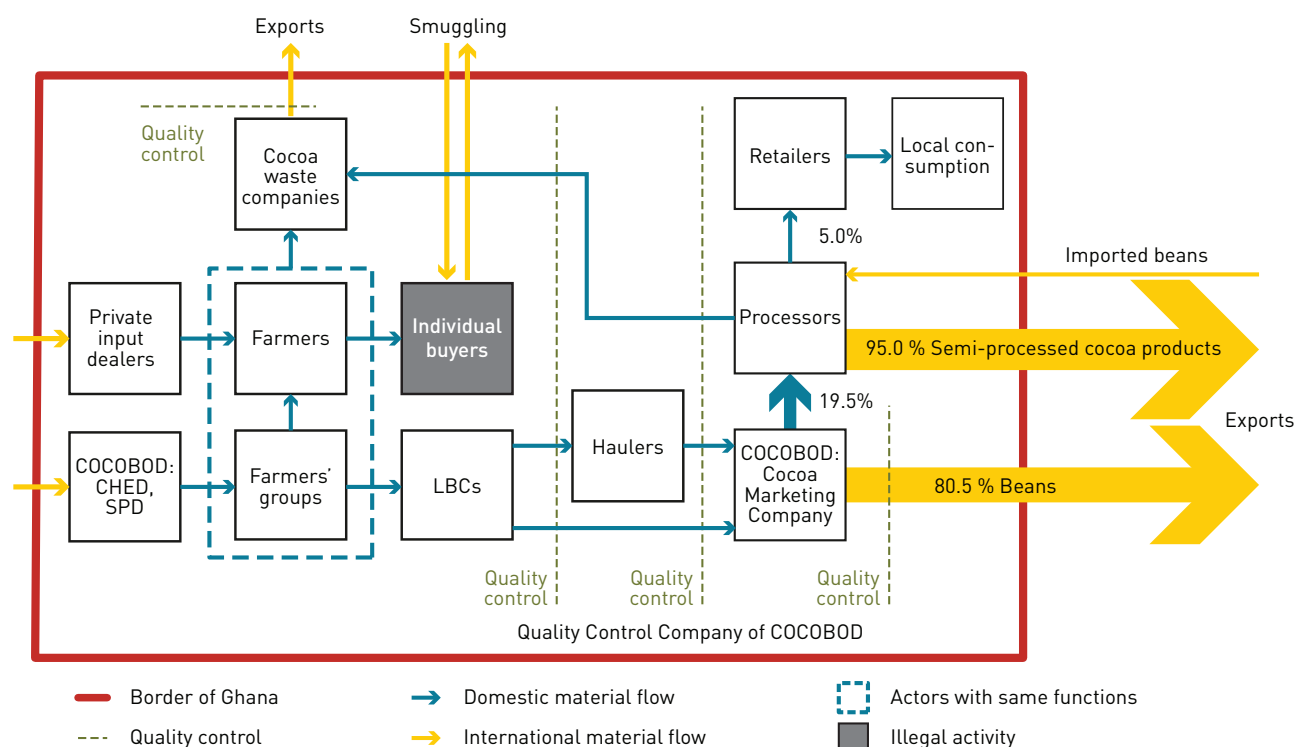 Exports
Smuggling
Quality
control
Cocoa
waste
companies
Retailers
Local con-
sumption
5.0%
Imported beans
Private
input
dealers
Farmers
Individual
buyers
Processors
95.0 % Semi-processed cocoa products
19.5%
Exports
COCOBOD:
CHED,
SPD
Farmers'
groups
LBCs
Haulers
COCOBOD:
Cocoa
Marketing
Company
80.5 % Beans
Quality
control
Quality
control
Quality
control
Quality Control Company of COCOBOD
Border of Ghana
Domestic material flow
Actors with same functions
Quality control
International material flow
Illegal activity